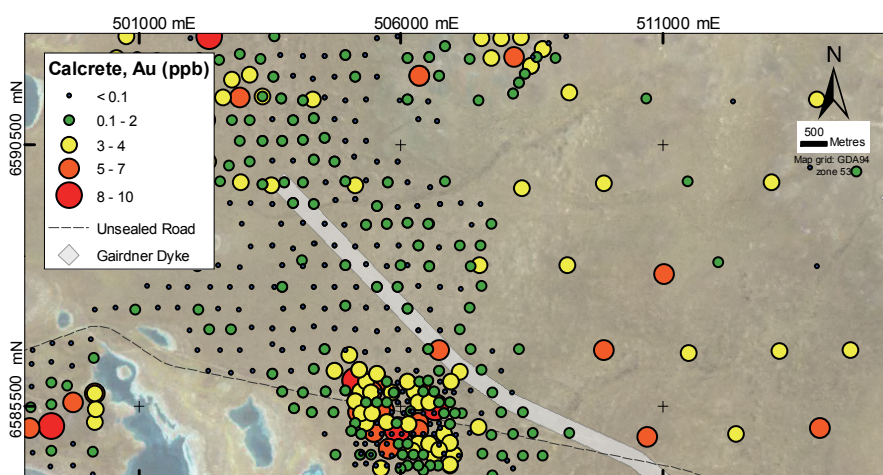 501000 mE 506000 mE 511000 mE
Calcrete, Au (ppb)
< 0.1
0.1 - 2
3 - 4
5 - 7
8 - 10
Unsealed Road
Gairdner Dyke
N
500
Metres
Map grid: GDA94
zone 53
6590500 mN
6585500 mN